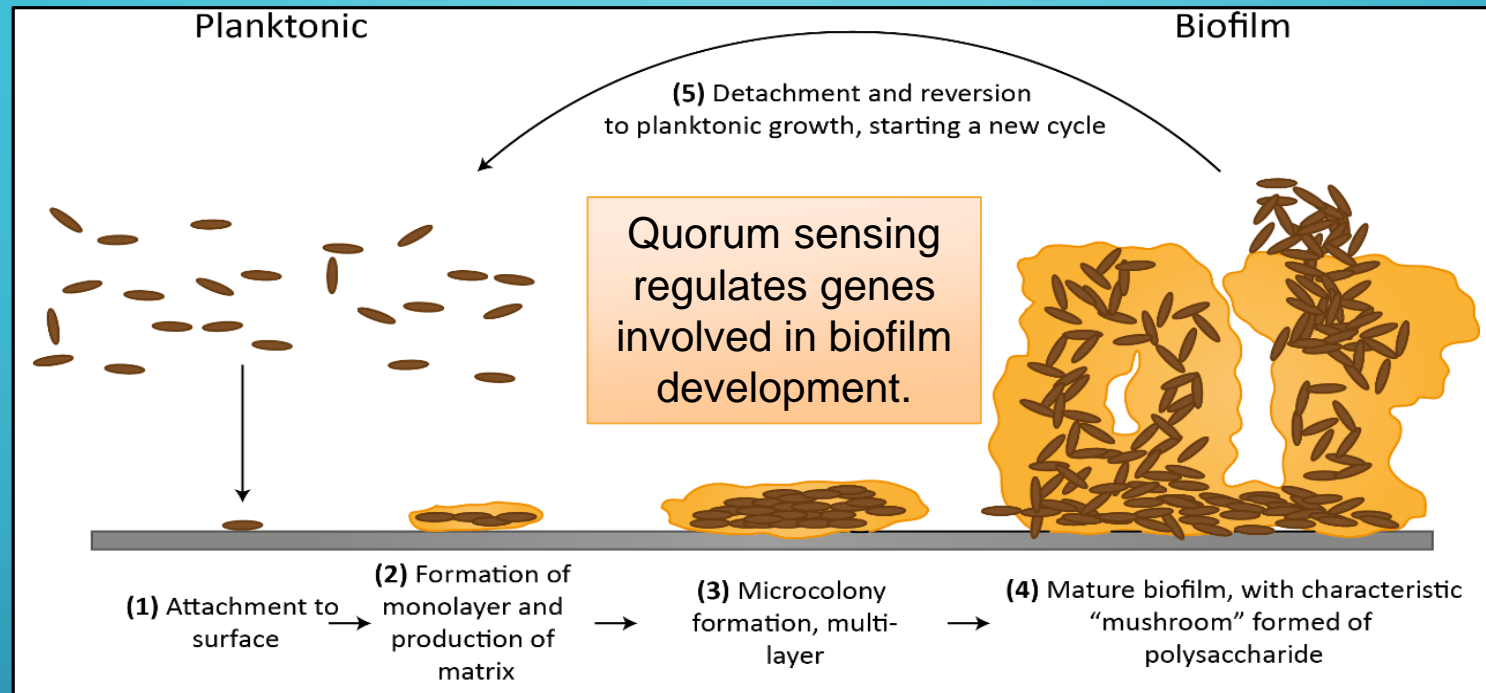 Planktonic
Biofilm
(5) Detachment and reversion
to planktonic growth, starting a new cycle
Quorum sensing
regulates genes
involved in biofilm
development.
(1) Attachment to
surface
(2) Formation of
monolayer and
production of
matrix
(3) Microcolony
formation, multi-
layer
(4) Mature biofilm, with characteristic
“mushroom” formed of
polysaccharide